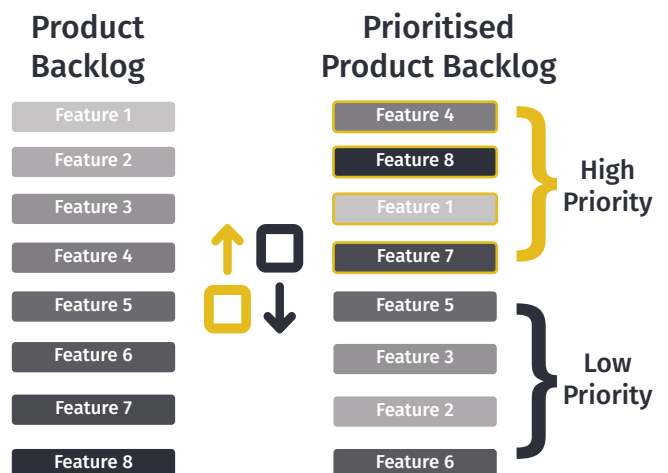 Product
Backlog
Feature 1
Feature 2
Feature 3
Feature 4
Feature 5
Feature 6
Feature 7
Feature 8
Prioritised
Product Backlog
Feature 4
Feature 8
Feature 1
Feature 7
Feature 5
Feature 3
Feature 2
Feature 6
High
Priority
Low
Priority